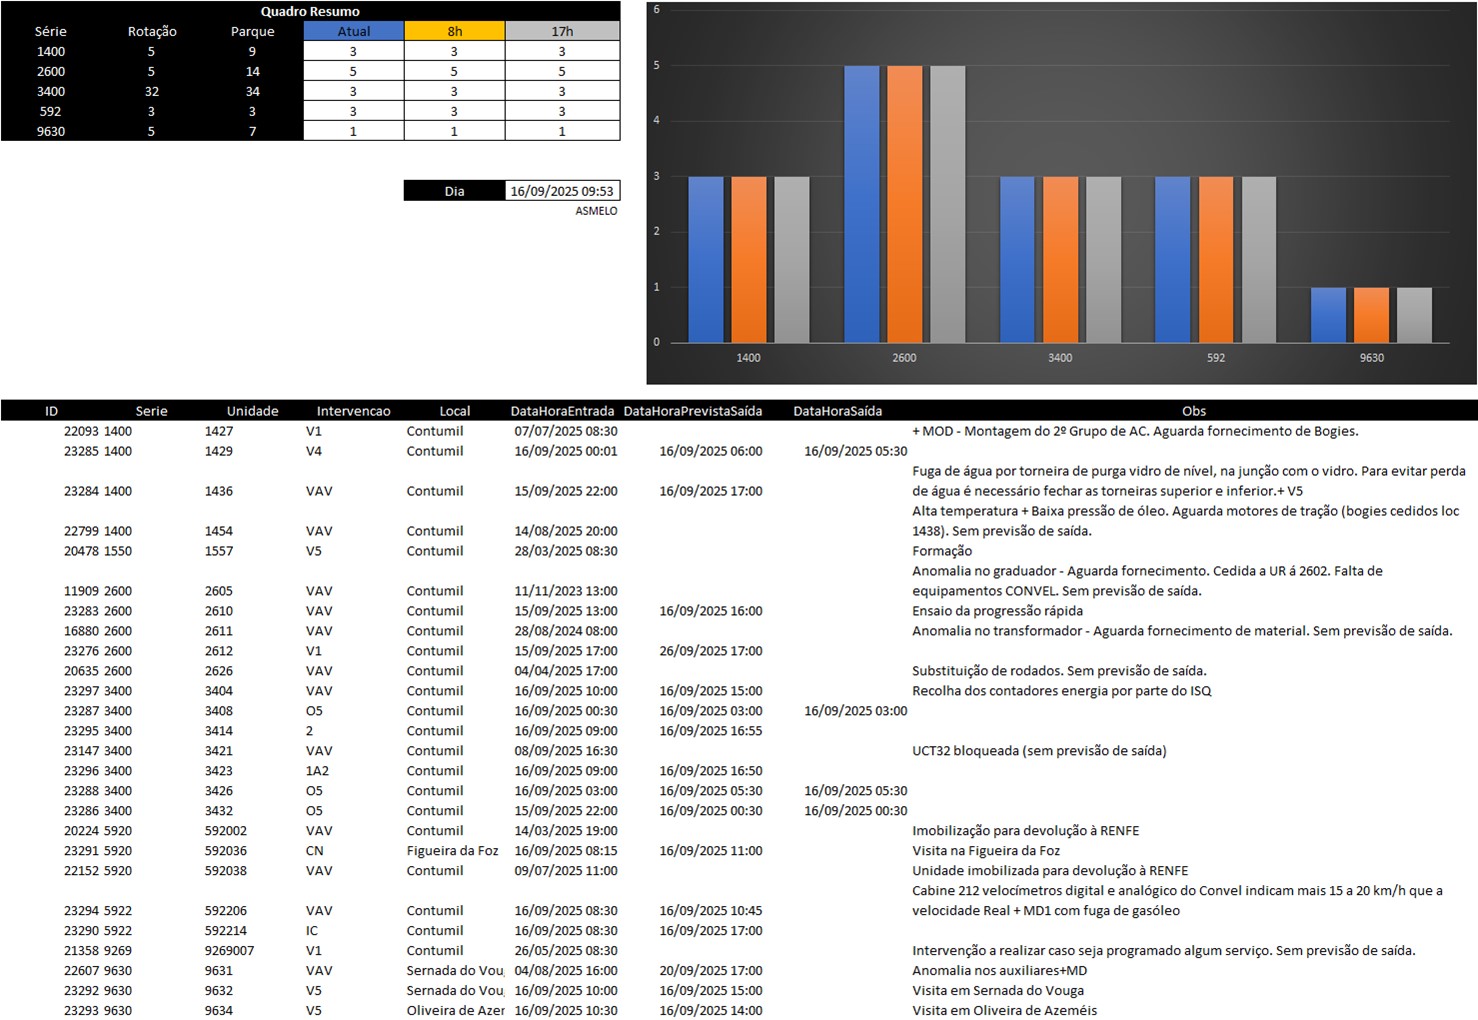 Quadro Resumo
Série Rotação Parque Atual 8h 17h
1400 5 9 3 3 3
2600 5 14 5 5 5
3400 32 34 3 3 3
592 3 3 3 3 3
9630 5 7 1 1 1
Dia 16/09/2025 09:53
ASMELO
6
5
4
3
2
1
0
1400 2600 3400 592 9630
ID Serie Unidade Intervencao Local DataHoraEntrada DataHoraPrevistaSaída DataHoraSaída Obs
22093 1400 1427 V1 Contumil 07/07/2025 08:30 + MOD - Montagem do 2º Grupo de AC. Aguarda fornecimento de Bogies.
23285 1400 1429 V4 Contumil 16/09/2025 00:01 16/09/2025 06:00 16/09/2025 05:30
Fuga de água por torneira de purga vidro de nível, na junção com o vidro. Para evitar perda
23284 1400 1436 VAV Contumil 15/09/2025 22:00 16/09/2025 17:00 de água é necessário fechar as torneiras superior e inferior.+ V5
Alta temperatura + Baixa pressão de óleo. Aguarda motores de tração (bogies cedidos loc
22799 1400 1454 VAV Contumil 14/08/2025 20:00 1438). Sem previsão de saída.
20478 1550 1557 V5 Contumil 28/03/2025 08:30 Formação
Anomalia no graduador - Aguarda fornecimento. Cedida a UR á 2602. Falta de
11909 2600 2605 VAV Contumil 11/11/2023 13:00 equipamentos CONVEL. Sem previsão de saída.
23283 2600 2610 VAV Contumil 15/09/2025 13:00 16/09/2025 16:00 Ensaio da progressão rápida
16880 2600 2611 VAV Contumil 28/08/2024 08:00 Anomalia no transformador - Aguarda fornecimento de material. Sem previsão de saída.
23276 2600 2612 V1 Contumil 15/09/2025 17:00 26/09/2025 17:00
20635 2600 2626 VAV Contumil 04/04/2025 17:00 Substituição de rodados. Sem previsão de saída.
23297 3400 3404 VAV Contumil 16/09/2025 10:00 16/09/2025 15:00 Recolha dos contadores energia por parte do ISQ
23287 3400 3408 O5 Contumil 16/09/2025 00:30 16/09/2025 03:00 16/09/2025 03:00
23295 3400 3414 2 Contumil 16/09/2025 09:00 16/09/2025 16:55
23147 3400 3421 VAV Contumil 08/09/2025 16:30 UCT32 bloqueada (sem previsão de saída)
23296 3400 3423 1A2 Contumil 16/09/2025 09:00 16/09/2025 16:50
23288 3400 3426 O5 Contumil 16/09/2025 03:00 16/09/2025 05:30 16/09/2025 05:30
23286 3400 3432 O5 Contumil 15/09/2025 22:00 16/09/2025 00:30 16/09/2025 00:30
20224 5920 592002 VAV Contumil 14/03/2025 19:00 Imobilização para devolução à RENFE
23291 5920 592036 CN Figueira da Foz 16/09/2025 08:15 16/09/2025 11:00 Visita na Figueira da Foz
22152 5920 592038 VAV Contumil 09/07/2025 11:00 Unidade imobilizada para devolução à RENFE
Cabine 212 velocímetros digital e analógico do Convel indicam mais 15 a 20 km/h que a
23294 5922 592206 VAV Contumil 16/09/2025 08:30 16/09/2025 10:45 velocidade Real + MD1 com fuga de gasóleo
23290 5922 592214 IC Contumil 16/09/2025 08:30 16/09/2025 17:00
21358 9269 9269007 V1 Contumil 26/05/2025 08:30 Intervenção a realizar caso seja programado algum serviço. Sem previsão de saída.
22607 9630 9631 VAV Sernada do Vou 04/08/2025 16:00 20/09/2025 17:00 Anomalia nos auxiliares+MD
23292 9630 9632 V5 Sernada do Vou 16/09/2025 10:00 16/09/2025 15:00 Visita em Sernada do Vouga
23293 9630 9634 V5 Oliveira de Azer 16/09/2025 10:30 16/09/2025 14:00 Visita em Oliveira de Azeméis